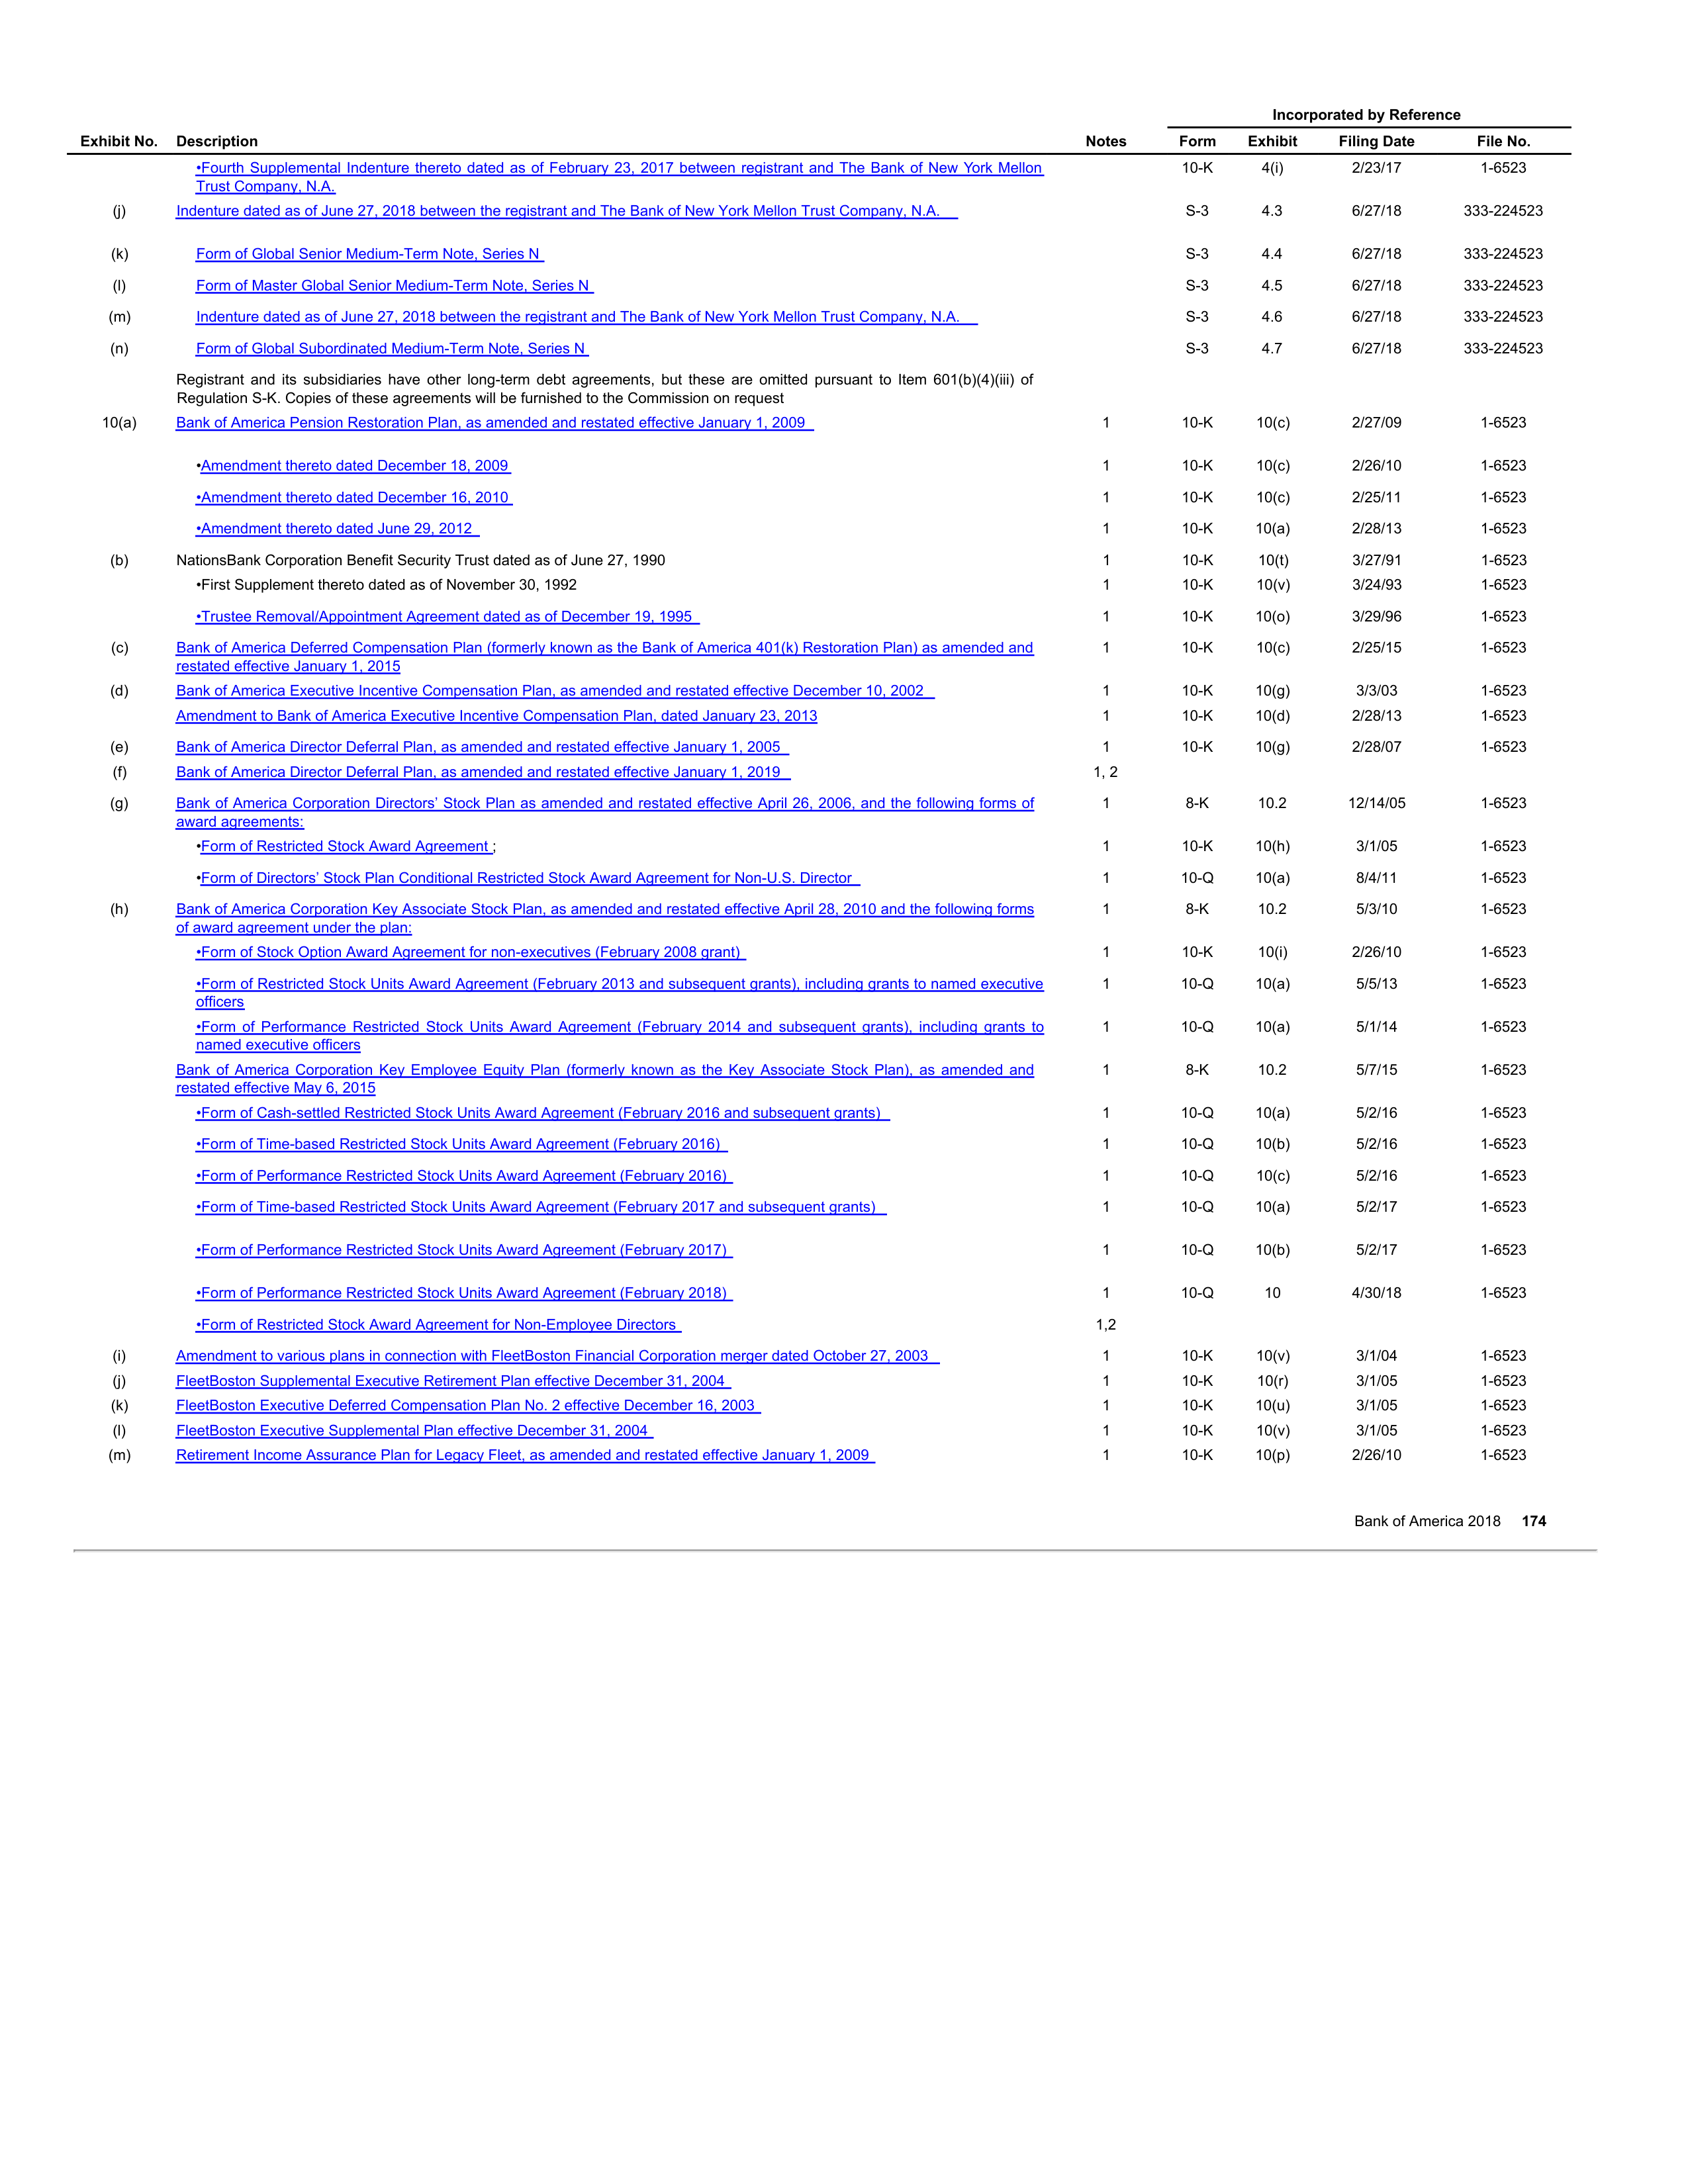 Incorporated by Reference
Exhibit No. Description Notes Form Exhibit Filing Date File No.
•Fourth Supplemental Indenture thereto dated as of February 23, 2017 between registrant and The Bank of New York Mellon 10-K 4(i) 2/23/17 1-6523
Trust Company, N.A.
(j) Indenture dated as of June 27, 2018 between the registrant and The Bank of New York Mellon Trust Company, N.A. S-3 4.3 6/27/18 333-224523
(k) Form of Global Senior Medium-Term Note, Series N S-3 4.4 6/27/18 333-224523
(l) Form of Master Global Senior Medium-Term Note, Series N S-3 4.5 6/27/18 333-224523
(m) Indenture dated as of June 27, 2018 between the registrant and The Bank of New York Mellon Trust Company, N.A. S-3 4.6 6/27/18 333-224523
(n) Form of Global Subordinated Medium-Term Note, Series N S-3 4.7 6/27/18 333-224523
Registrant and its subsidiaries have other long-term debt agreements, but these are omitted pursuant to Item 601(b)(4)(iii) of
Regulation S-K. Copies of these agreements will be furnished to the Commission on request
10(a) Bank of America Pension Restoration Plan, as amended and restated effective January 1, 2009 1 10-K 10(c) 2/27/09 1-6523
•Amendment thereto dated December 18, 2009 1 10-K 10(c) 2/26/10 1-6523
•Amendment thereto dated December 16, 2010 1 10-K 10(c) 2/25/11 1-6523
•Amendment thereto dated June 29, 2012 1 10-K 10(a) 2/28/13 1-6523
(b) NationsBank Corporation Benefit Security Trust dated as of June 27, 1990 1 10-K 10(t) 3/27/91 1-6523
•First Supplement thereto dated as of November 30, 1992 1 10-K 10(v) 3/24/93 1-6523
•Trustee Removal/Appointment Agreement dated as of December 19, 1995 1 10-K 10(o) 3/29/96 1-6523
(c) Bank of America Deferred Compensation Plan (formerly known as the Bank of America 401(k) Restoration Plan) as amended and 1 10-K 10(c) 2/25/15 1-6523
restated effective January 1, 2015
(d) Bank of America Executive Incentive Compensation Plan, as amended and restated effective December 10, 2002 1 10-K 10(g) 3/3/03 1-6523
Amendment to Bank of America Executive Incentive Compensation Plan, dated January 23, 2013 1 10-K 10(d) 2/28/13 1-6523
(e) Bank of America Director Deferral Plan, as amended and restated effective January 1, 2005 1 10-K 10(g) 2/28/07 1-6523
(f) Bank of America Director Deferral Plan, as amended and restated effective January 1, 2019 1, 2
(g) Bank of America Corporation Directors’ Stock Plan as amended and restated effective April 26, 2006, and the following forms of 1 8-K 10.2 12/14/05 1-6523
award agreements:
•Form of Restricted Stock Award Agreement ; 1 10-K 10(h) 3/1/05 1-6523
•Form of Directors’ Stock Plan Conditional Restricted Stock Award Agreement for Non-U.S. Director 1 10-Q 10(a) 8/4/11 1-6523
(h) Bank of America Corporation Key Associate Stock Plan, as amended and restated effective April 28, 2010 and the following forms 1 8-K 10.2 5/3/10 1-6523
of award agreement under the plan:
•Form of Stock Option Award Agreement for non-executives (February 2008 grant) 1 10-K 10(i) 2/26/10 1-6523
•Form of Restricted Stock Units Award Agreement (February 2013 and subsequent grants), including grants to named executive 1 10-Q 10(a) 5/5/13 1-6523
officers
•Form of Performance Restricted Stock Units Award Agreement (February 2014 and subsequent grants), including grants to 1 10-Q 10(a) 5/1/14 1-6523
named executive officers
Bank of America Corporation Key Employee Equity Plan (formerly known as the Key Associate Stock Plan), as amended and 1 8-K 10.2 5/7/15 1-6523
restated effective May 6, 2015
•Form of Cash-settled Restricted Stock Units Award Agreement (February 2016 and subsequent grants) 1 10-Q 10(a) 5/2/16 1-6523
•Form of Time-based Restricted Stock Units Award Agreement (February 2016) 1 10-Q 10(b) 5/2/16 1-6523
•Form of Performance Restricted Stock Units Award Agreement (February 2016) 1 10-Q 10(c) 5/2/16 1-6523
•Form of Time-based Restricted Stock Units Award Agreement (February 2017 and subsequent grants) 1 10-Q 10(a) 5/2/17 1-6523
•Form of Performance Restricted Stock Units Award Agreement (February 2017) 1 10-Q 10(b) 5/2/17 1-6523
•Form of Performance Restricted Stock Units Award Agreement (February 2018) 1 10-Q 10 4/30/18 1-6523
•Form of Restricted Stock Award Agreement for Non-Employee Directors 1,2
(i) Amendment to various plans in connection with FleetBoston Financial Corporation merger dated October 27, 2003 1 10-K 10(v) 3/1/04 1-6523
(j) FleetBoston Supplemental Executive Retirement Plan effective December 31, 2004 1 10-K 10(r) 3/1/05 1-6523
(k) FleetBoston Executive Deferred Compensation Plan No. 2 effective December 16, 2003 1 10-K 10(u) 3/1/05 1-6523
(l) FleetBoston Executive Supplemental Plan effective December 31, 2004 1 10-K 10(v) 3/1/05 1-6523
(m) Retirement Income Assurance Plan for Legacy Fleet, as amended and restated effective January 1, 2009 1 10-K 10(p) 2/26/10 1-6523
Bank of America 2018 174